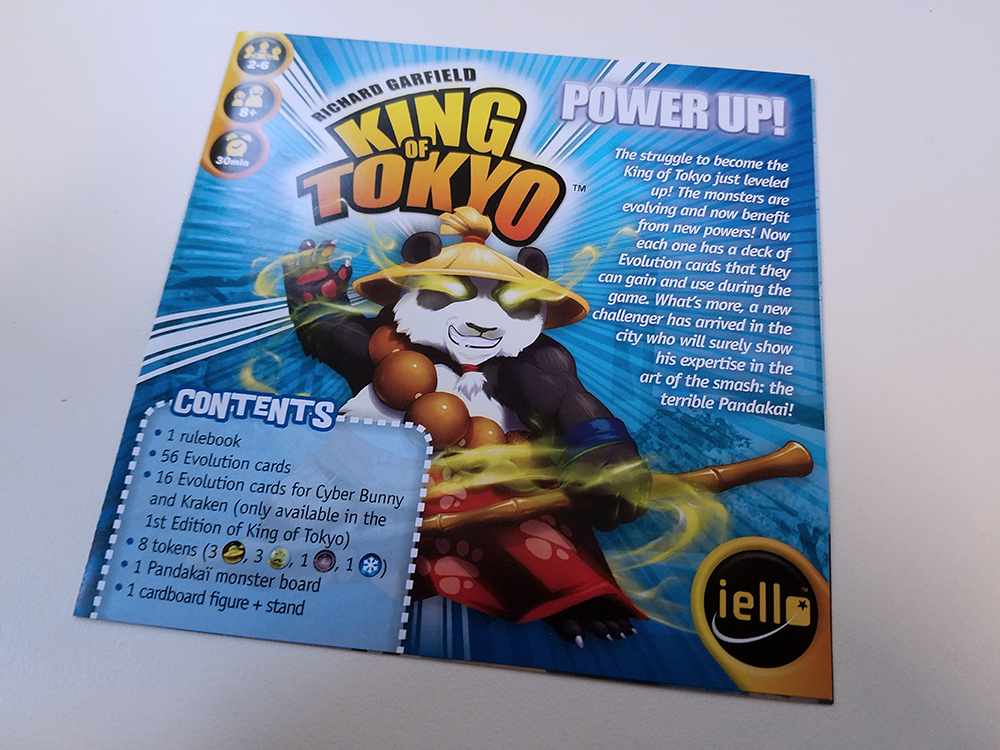 2-6
8+
30min
RICHARD GARFIELD
KING
OF
TOKYO™
POWER UP!
The struggle to become the
King of Tokyo just leveled
up! The monsters are
evolving and now benefit
from new powers! Now
each one has a deck of
Evolution cards that they
can gain and use during the
game. What's more, a new
challenger has arrived in the
city who will surely show
his expertise in the
art of the smash: the
terrible Pandakai!
CONTENTS
• 1 rulebook
• 56 Evolution cards
• 16 Evolution cards for Cyber Bunny
and Kraken (only available in the
1st Edition of King of Tokyo)
• 8 tokens (3 , 3 , 1 , 1 )
• 1 Pandakaï monster board
• 1 cardboard figure + stand
iello™